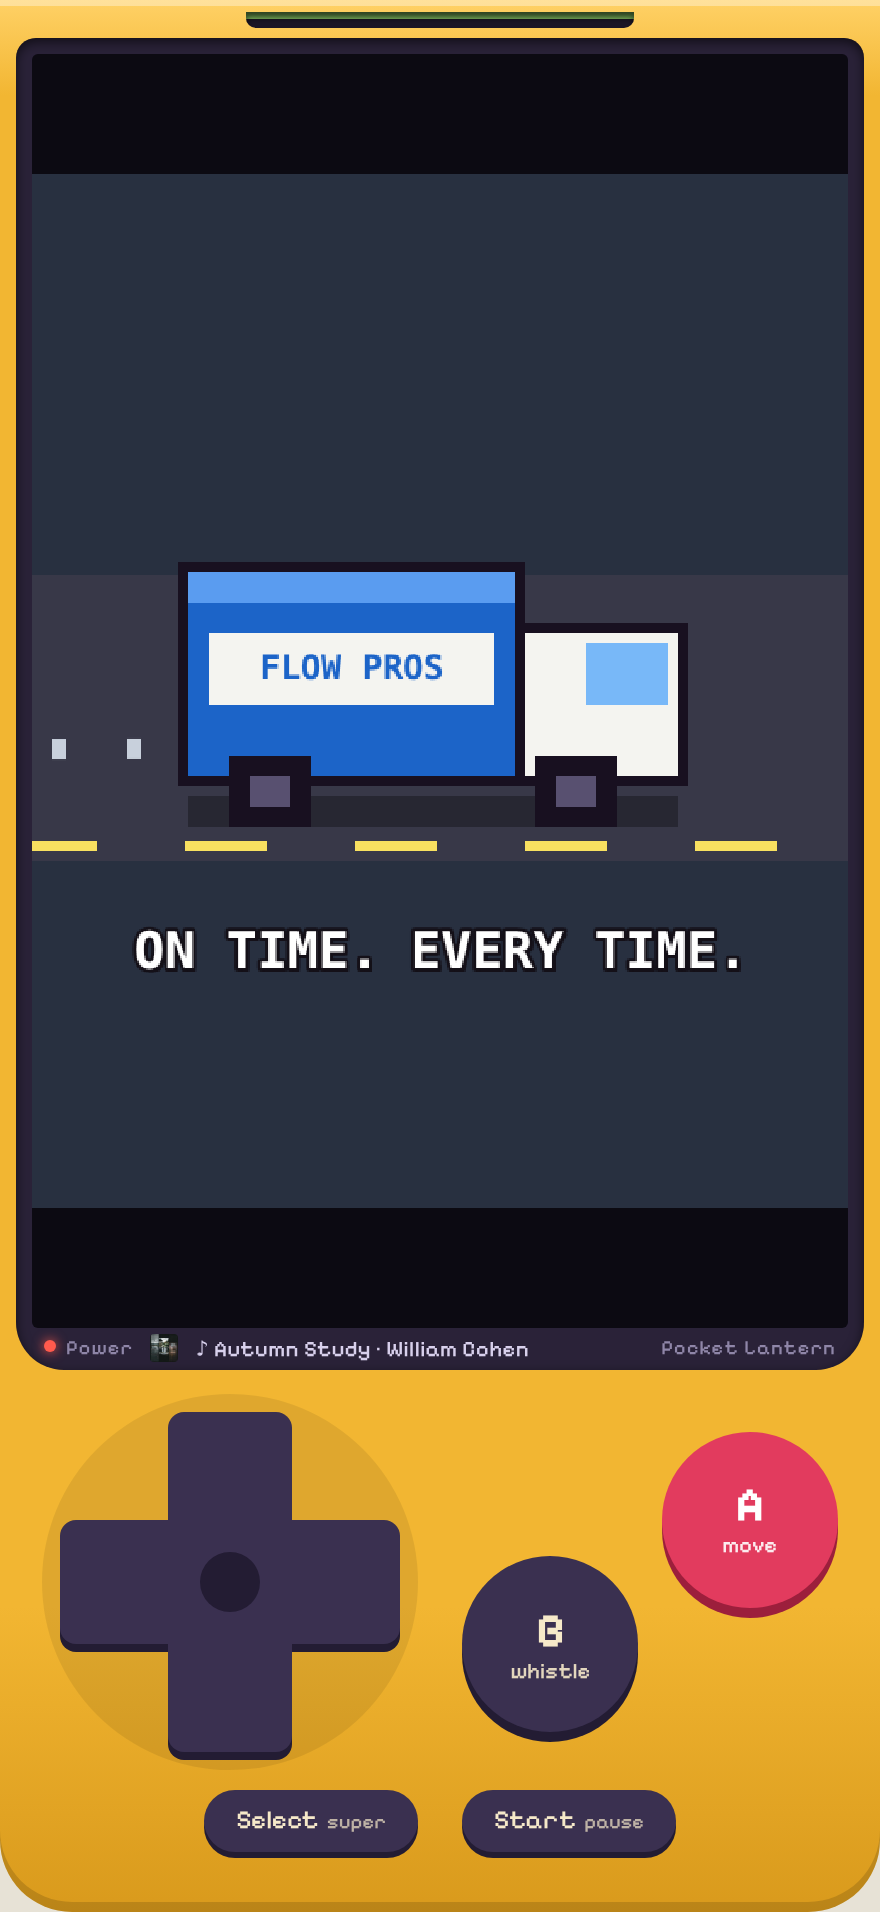 FLOW PROS
ON TIME. EVERY TIME.
Power ♪ Autumn Study · William Cohen Pocket Lantern
A
move
B
whistle
Select super Start pause